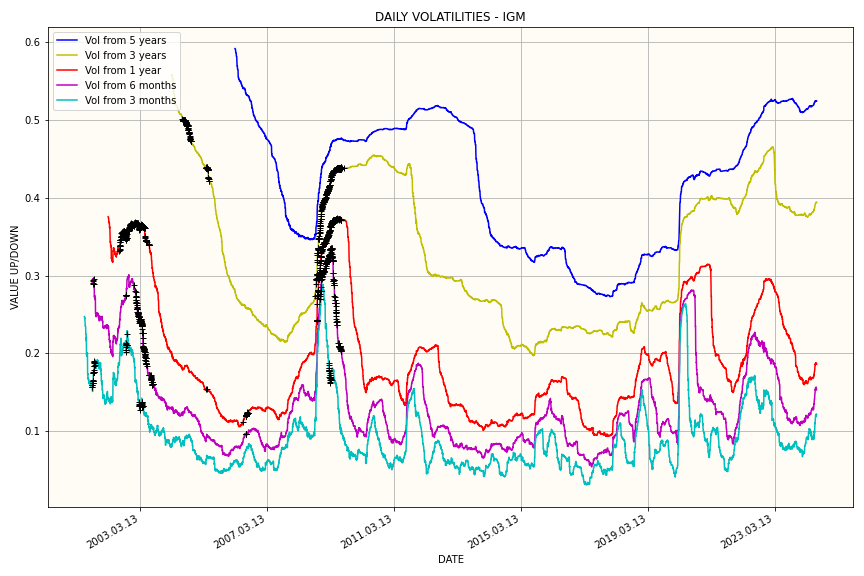 DAILY VOLATILITIES - IGM
Vol from 5 years
Vol from 3 years
Vol from 1 year
Vol from 6 months
Vol from 3 months
0.6
0.5
0.4
0.3
0.2
0.1
VALUE UP/DOWN
2003.03.13
2007.03.13
2011.03.13
2015.03.13
2019.03.13
2023.03.13
DATE